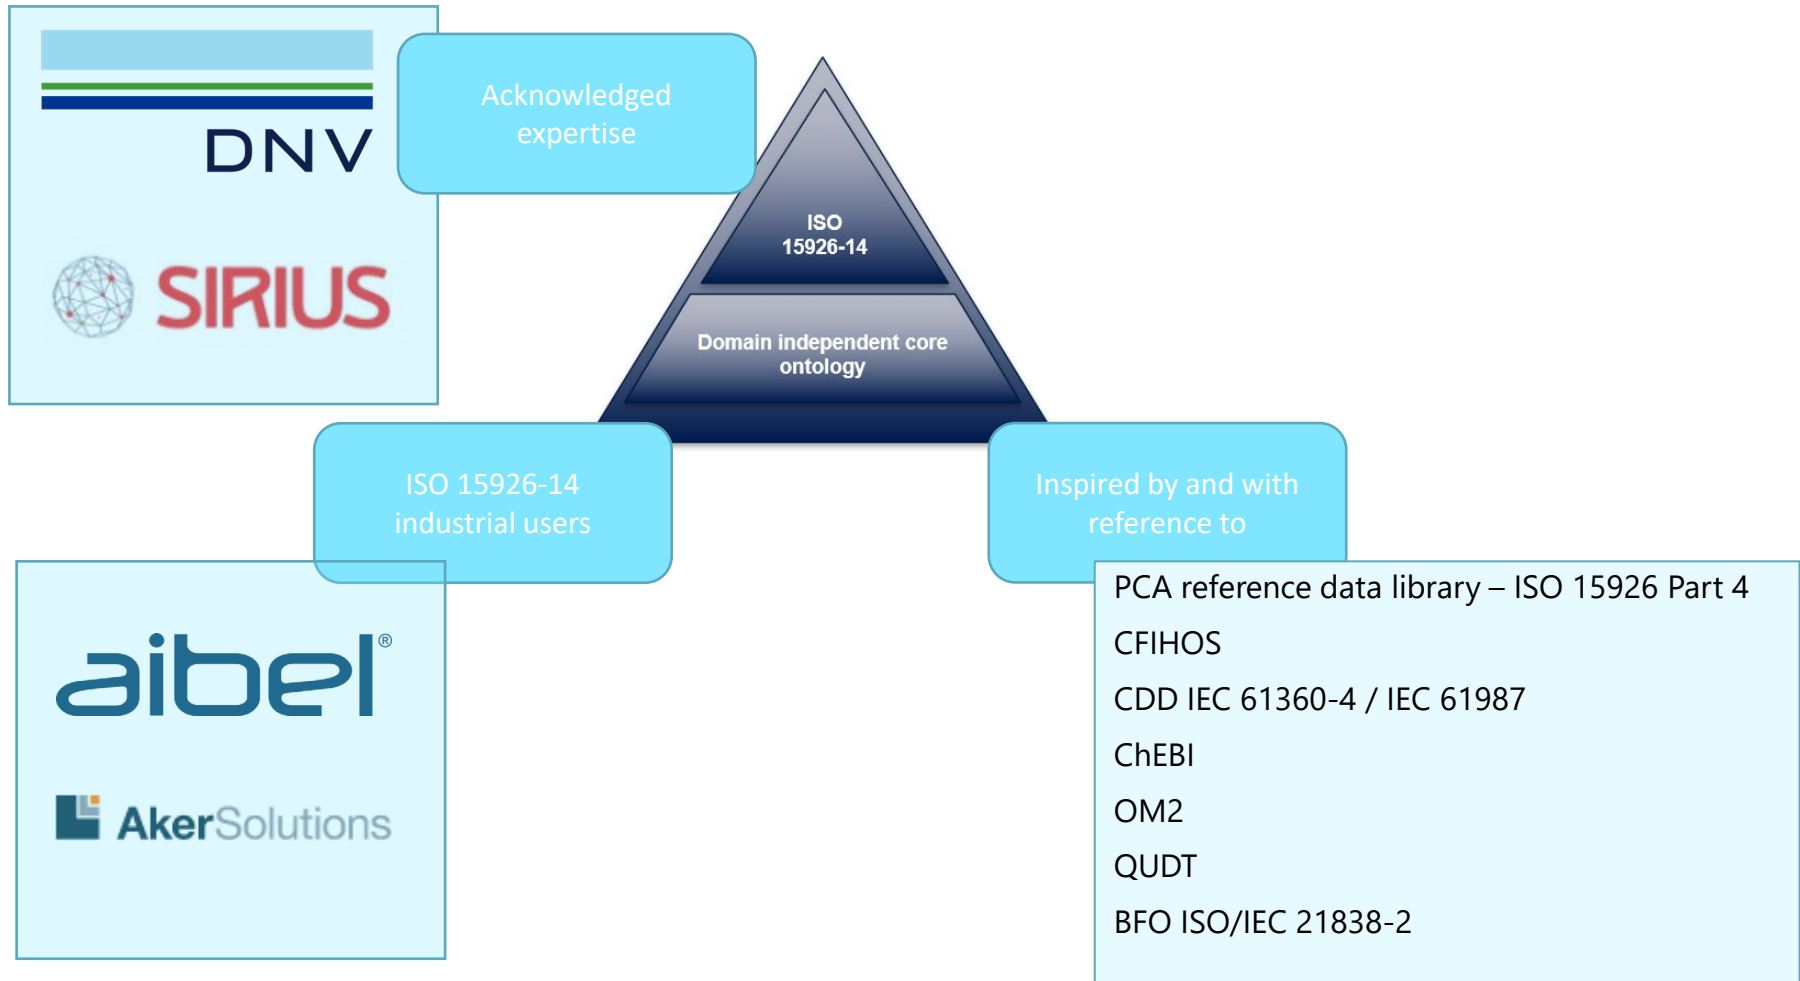 DNV
SIRIUS
Acknowledged
expertise
ISO
15926-14
Domain independent core
ontology
ISO 15926-14
industrial users
Inspired by and with
reference to
aibel®
AkerSolutions
PCA reference data library – ISO 15926 Part 4
CFIHOS
CDD IEC 61360-4 / IEC 61987
ChEBI
OM2
QUDT
BFO ISO/IEC 21838-2